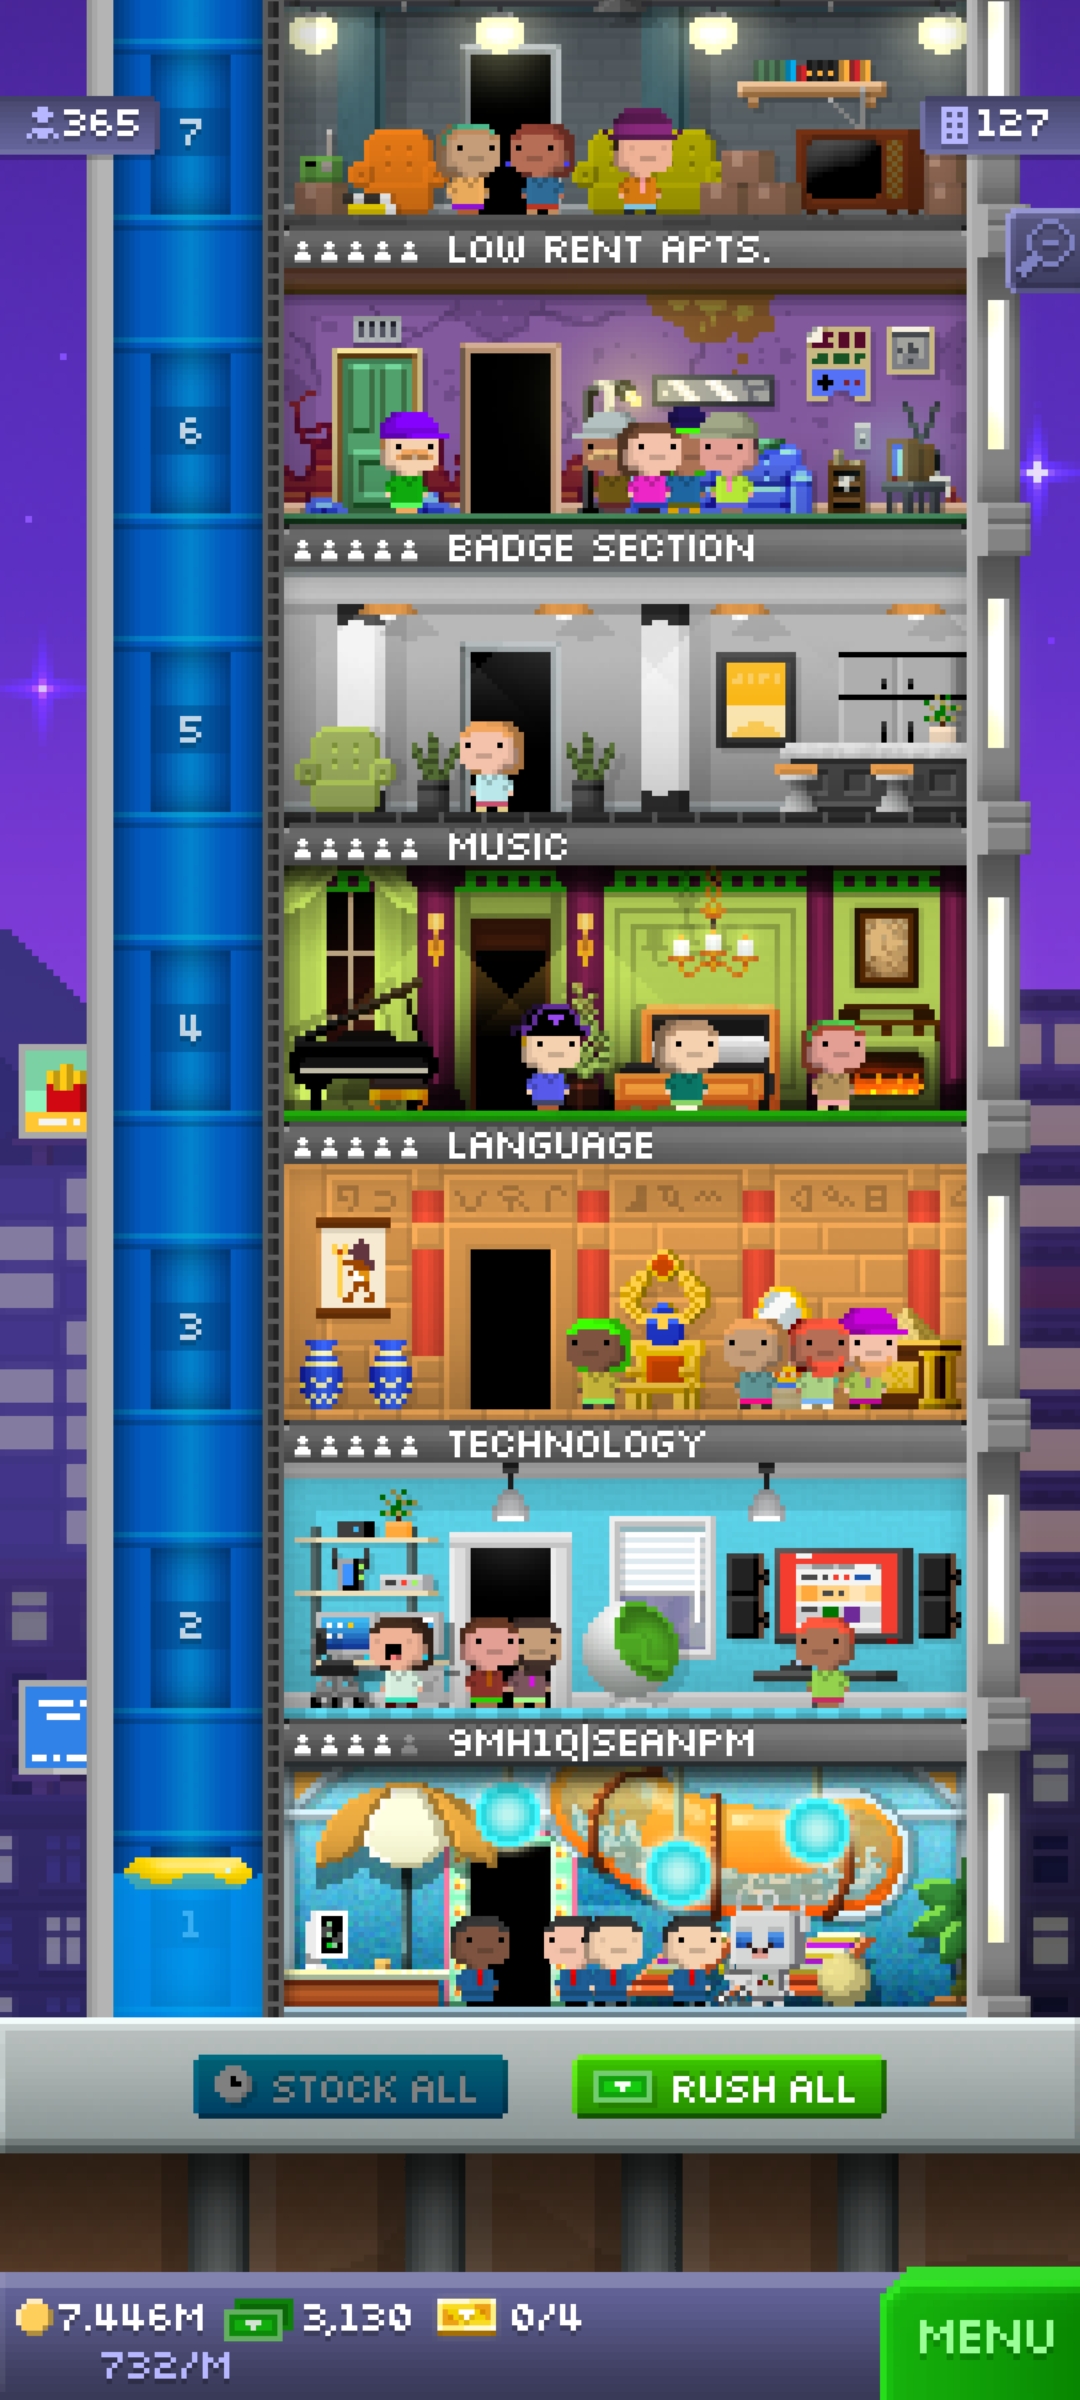 365
7
127
LOW RENT APTS.
6
BADGE SECTION
5
MUSIC
4
LANGUAGE
3
TECHNOLOGY
2
9MH1Q|SEANPM
1
STOCK ALL
RUSH ALL
7.446M
3,130
0/4
732/M
MENU